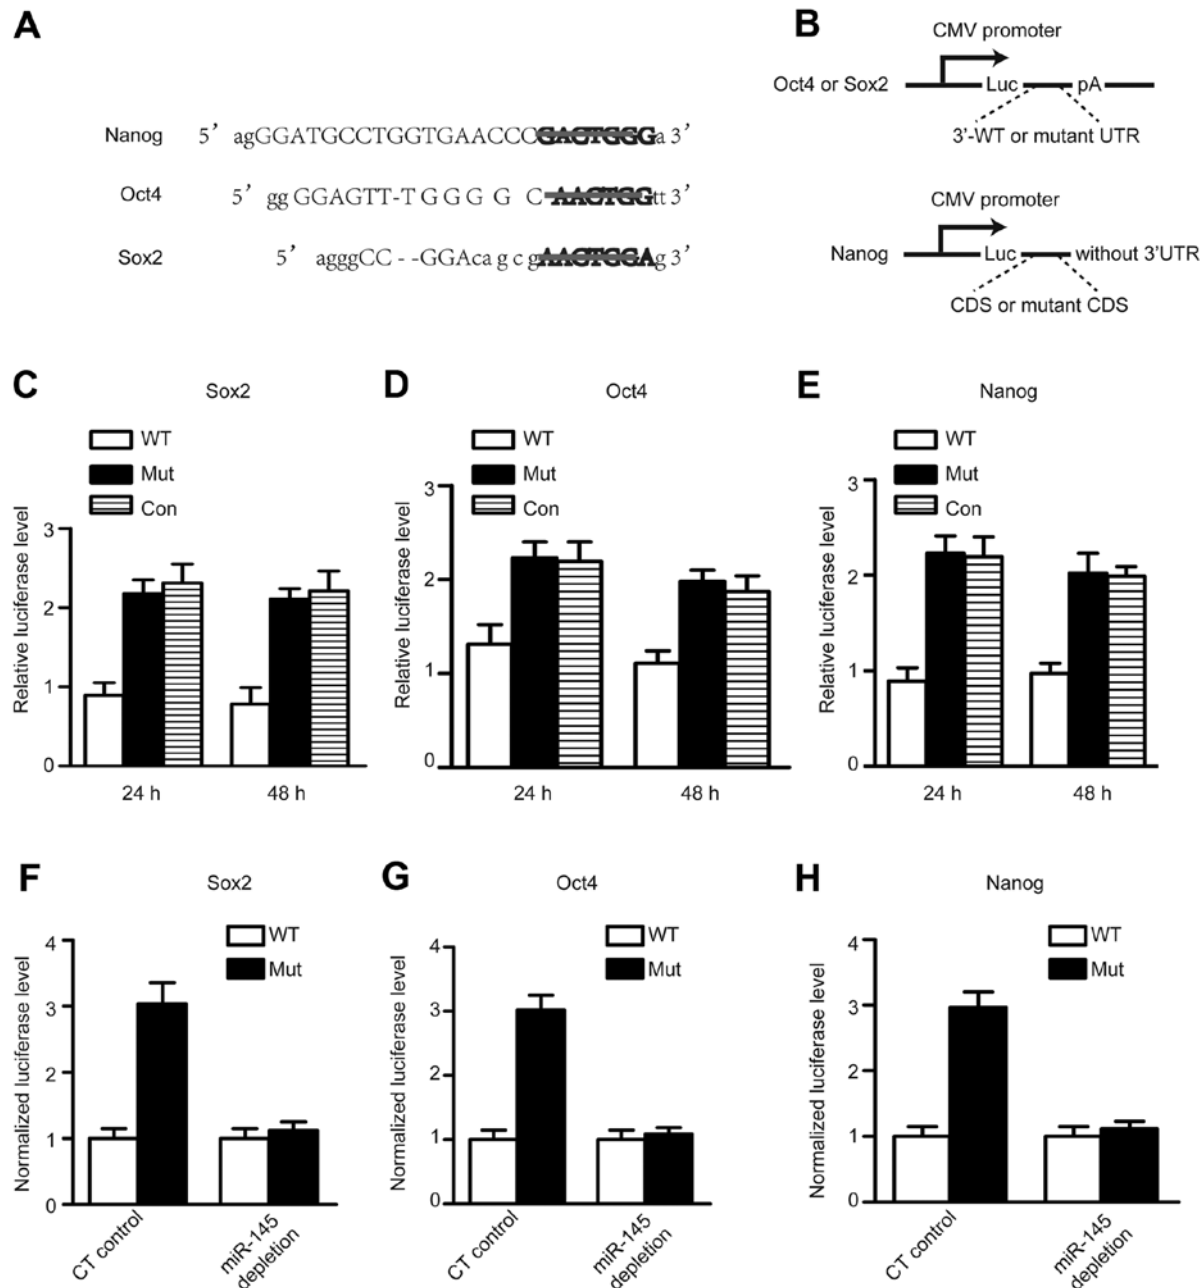 A
Nanog 5' agGGATGCCTGGTGAACCCGACTGGGa 3'
Oct4 5' gg GGAGTT-T G G G G C AACTGGtt 3'
Sox2 5' agggCC - -GGAca g c gAACTGGAg 3'
B
CMV promoter
Oct4 or Sox2 Luc pA
3'-WT or mutant UTR
CMV promoter
Nanog Luc without 3'UTR
CDS or mutant CDS
C
Sox2
WT
Mut
Con
Relative luciferase level
3
2
1
0
24 h 48 h
D
Oct4
WT
Mut
Con
Relative luciferase level
3
2
1
0
24 h 48 h
E
Nanog
WT
Mut
Con
Relative luciferase level
3
2
1
0
24 h 48 h
F
Sox2
WT
Mut
Normalized luciferase level
4
3
2
1
0
CT control
miR-145
depletion
G
Oct4
WT
Mut
Normalized luciferase level
4
3
2
1
0
CT control
miR-145
depletion
H
Nanog
WT
Mut
Normalized luciferase level
4
3
2
1
0
CT control
miR-145
depletion